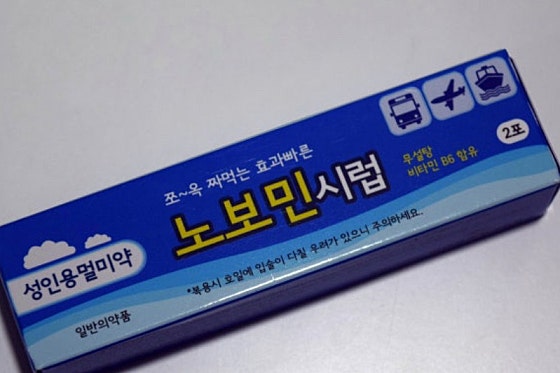 쪼~옥 짜먹는 효과빠른
노보민시럽
무설탕
비타민 B6 함유
2포
성인용멀미약
*복용시 호일에 입술이 다칠 우려가 있으니 주의하세요.
일반의약품